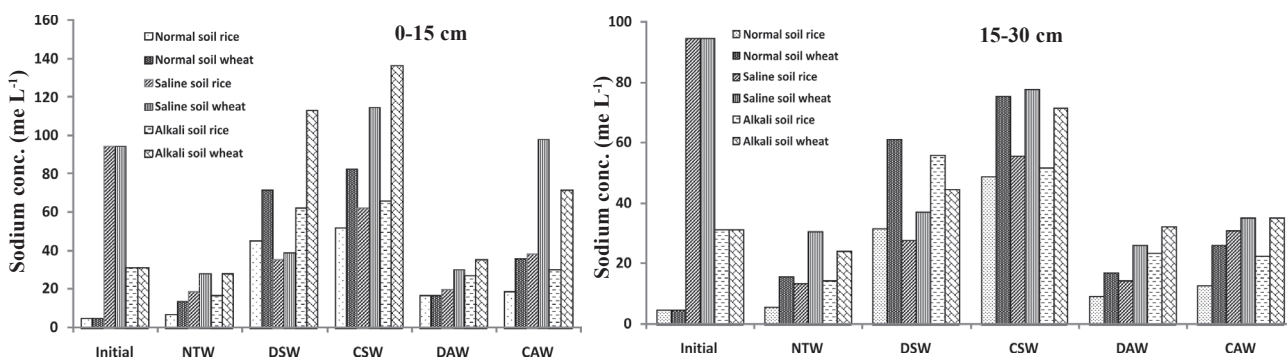 Sodium conc. (me L⁻¹)
160
140
120
100
80
60
40
20
0
0-15 cm
Normal soil rice
Normal soil wheat
Saline soil rice
Saline soil wheat
Alkali soil rice
Alkali soil wheat
Initial NTW DSW CSW DAW CAW
Sodium conc. (me L⁻¹)
100
80
60
40
20
0
15-30 cm
Normal soil rice
Normal soil wheat
Saline soil rice
Saline soil wheat
Alkali soil rice
Alkali soil wheat
Initial NTW DSW CSW DAW CAW